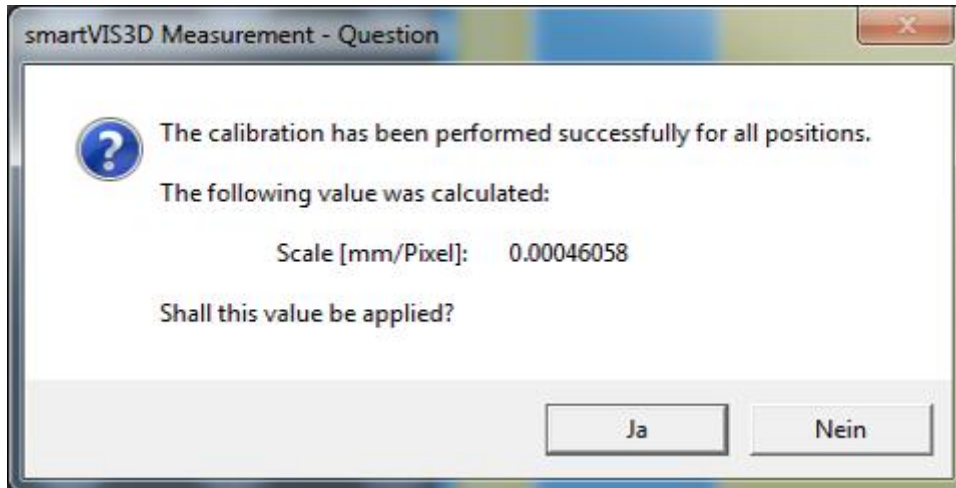 smartVIS3D Measurement - Question
The calibration has been performed successfully for all positions.
The following value was calculated:
Scale [mm/Pixel]: 0.00046058
Shall this value be applied?
Ja Nein